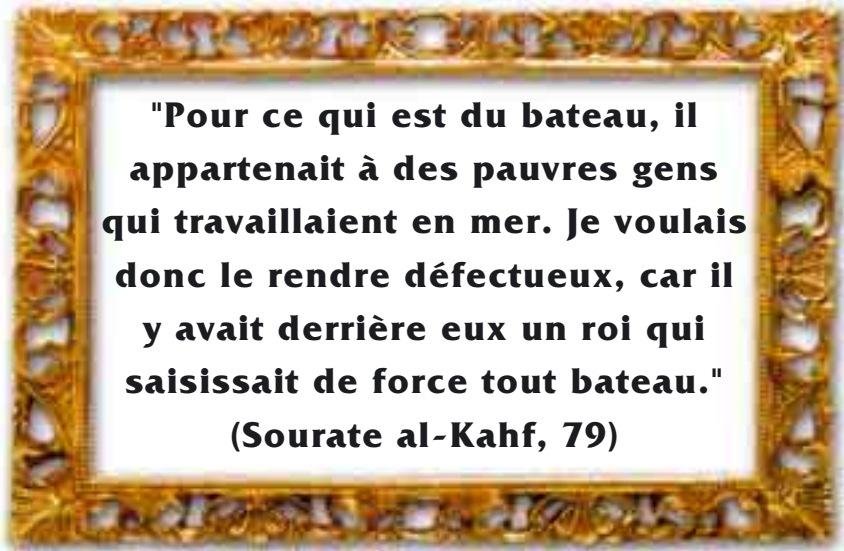 "Pour ce qui est du bateau, il
appartenait à des pauvres gens
qui travaillaient en mer. Je voulais
donc le rendre défectueux, car il
y avait derrière eux un roi qui
saisissait de force tout bateau."
(Sourate al-Kahf, 79)